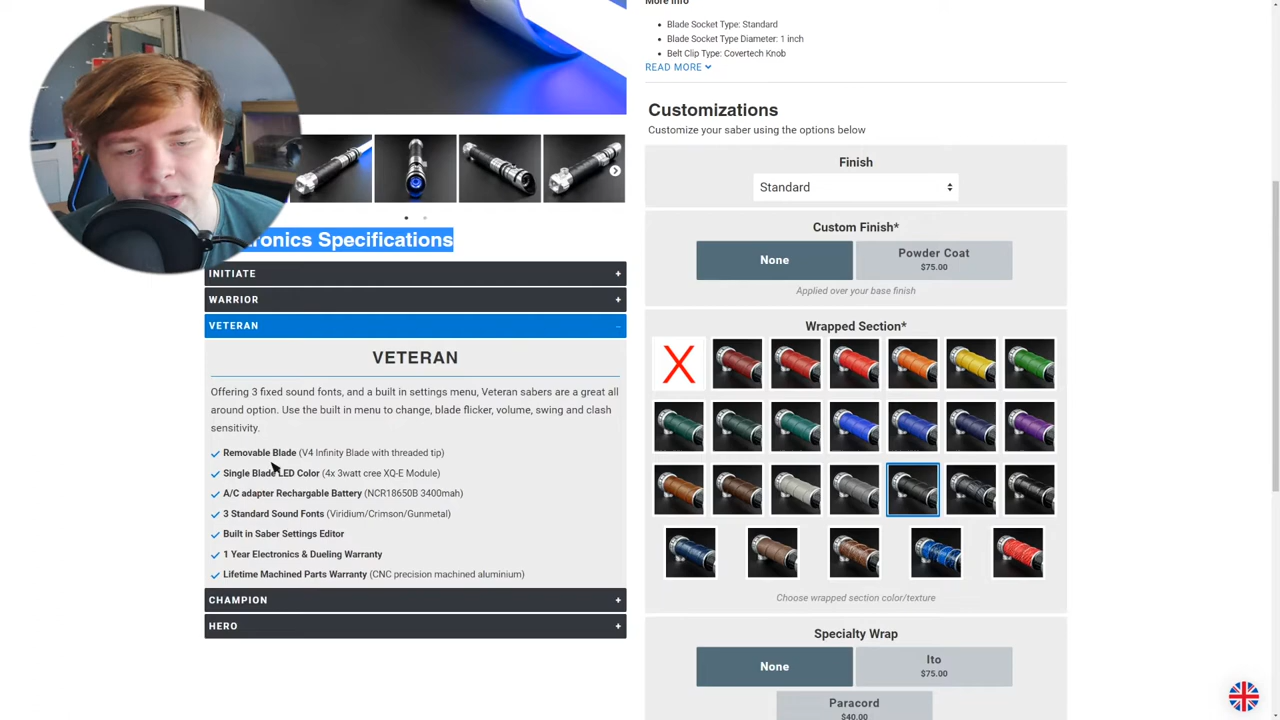 More Info
Blade Socket Type: Standard
Blade Socket Type Diameter: 1 inch
Belt Clip Type: Covertech Knob
READ MORE
Customizations
Customize your saber using the options below
Finish
Standard
Custom Finish*
None
Powder Coat
$75.00
Applied over your base finish
Wrapped Section*
Choose wrapped section color/texture
Specialty Wrap
None
Ito
$75.00
Paracord
$40.00
ronics Specifications
INITIATE +
WARRIOR +
VETERAN −
VETERAN
Offering 3 fixed sound fonts, and a built in settings menu, Veteran sabers are a great all
around option. Use the built in menu to change, blade flicker, volume, swing and clash
sensitivity.
Removable Blade (V4 Infinity Blade with threaded tip)
Single Blade LED Color (4x 3watt cree XQ-E Module)
A/C adapter Rechargable Battery (NCR18650B 3400mah)
3 Standard Sound Fonts (Viridium/Crimson/Gunmetal)
Built in Saber Settings Editor
1 Year Electronics & Dueling Warranty
Lifetime Machined Parts Warranty (CNC precision machined aluminium)
CHAMPION +
HERO +